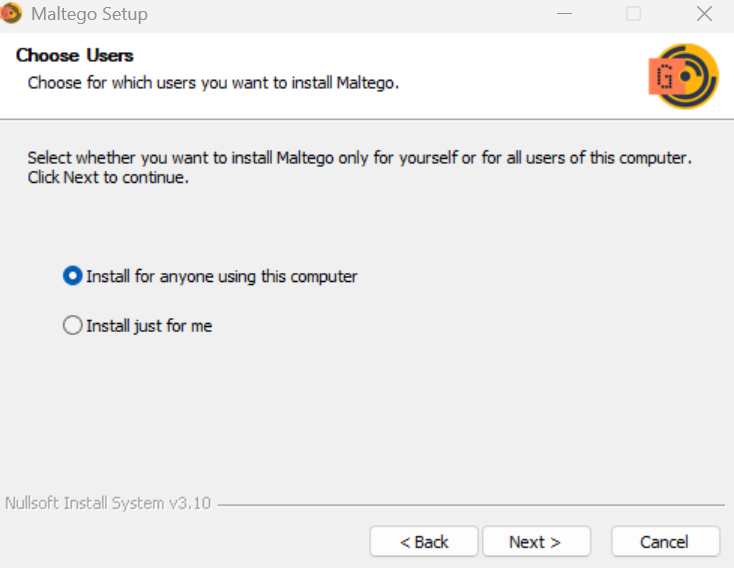 Maltego Setup
Choose Users
Choose for which users you want to install Maltego.
G
Select whether you want to install Maltego only for yourself or for all users of this computer.
Click Next to continue.
Install for anyone using this computer
Install just for me
Nullsoft Install System v3.10
< Back
Next >
Cancel